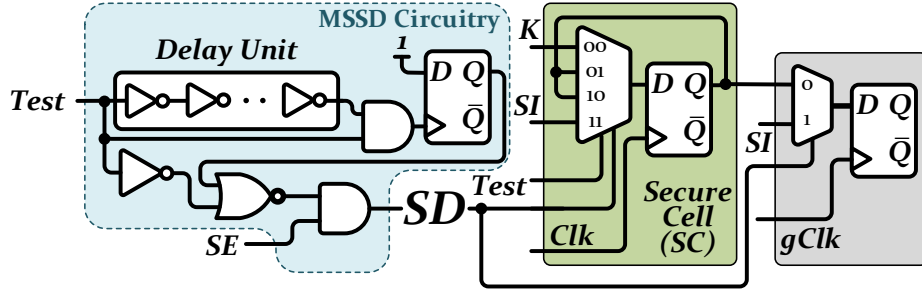 MSSD Circuitry
Delay Unit
1
D Q
Q̄
Test
SE
SD
K
00
01
10
11
SI
D Q
Q̄
Test
Clk
Secure
Cell
(SC)
0
1
SI
D Q
Q̄
gClk